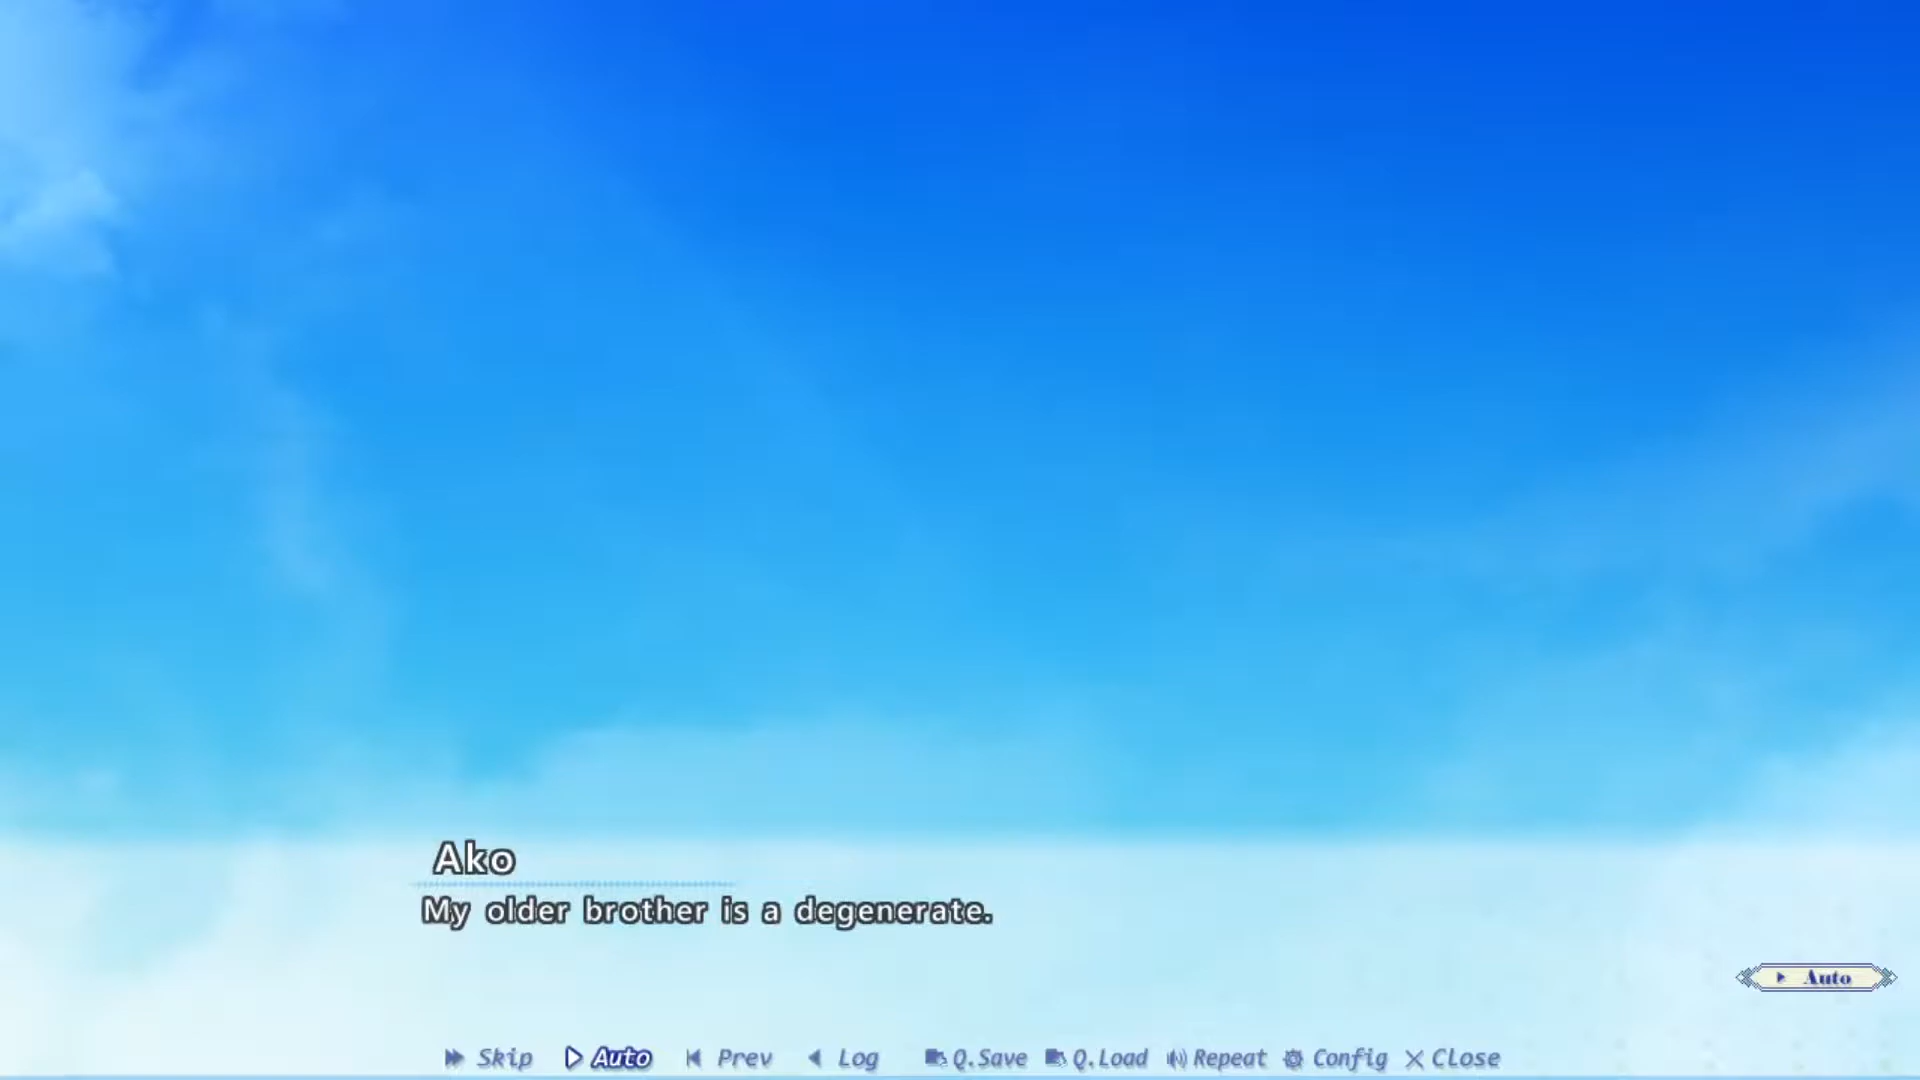 Ako
My older brother is a degenerate.
Auto
Skip Auto Prev Log Q.Save Q.Load Repeat Config Close